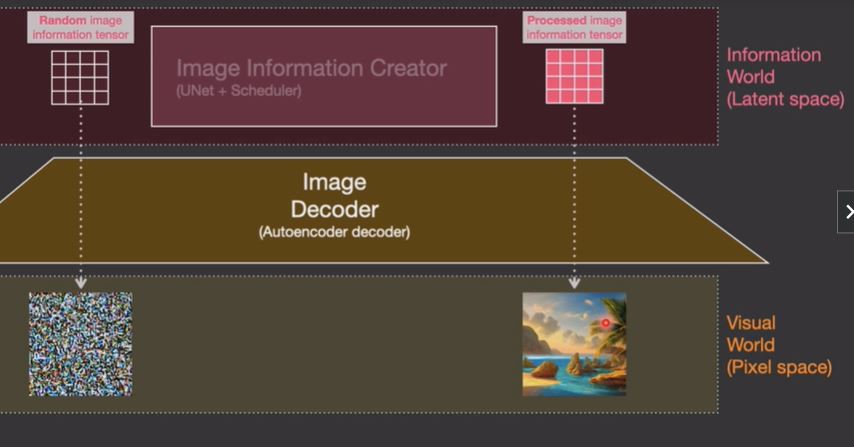 Random image
information tensor
Processed image
information tensor
Image Information Creator
(UNet + Scheduler)
Information
World
(Latent space)
Image
Decoder
(Autoencoder decoder)
Visual
World
(Pixel space)